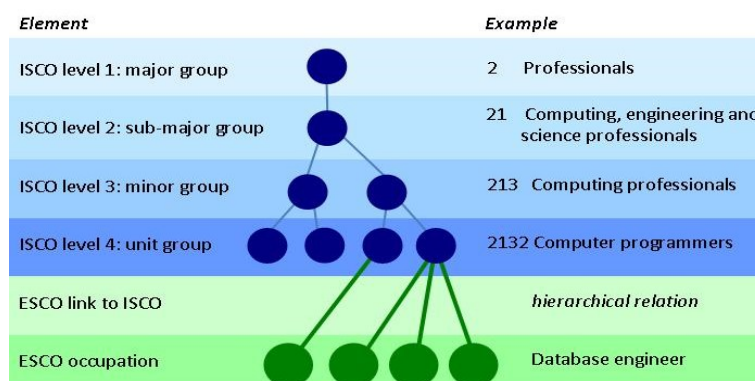 Element Example
ISCO level 1: major group 2 Professionals
ISCO level 2: sub-major group 21 Computing, engineering and
science professionals
ISCO level 3: minor group 213 Computing professionals
ISCO level 4: unit group 2132 Computer programmers
ESCO link to ISCO hierarchical relation
ESCO occupation Database engineer